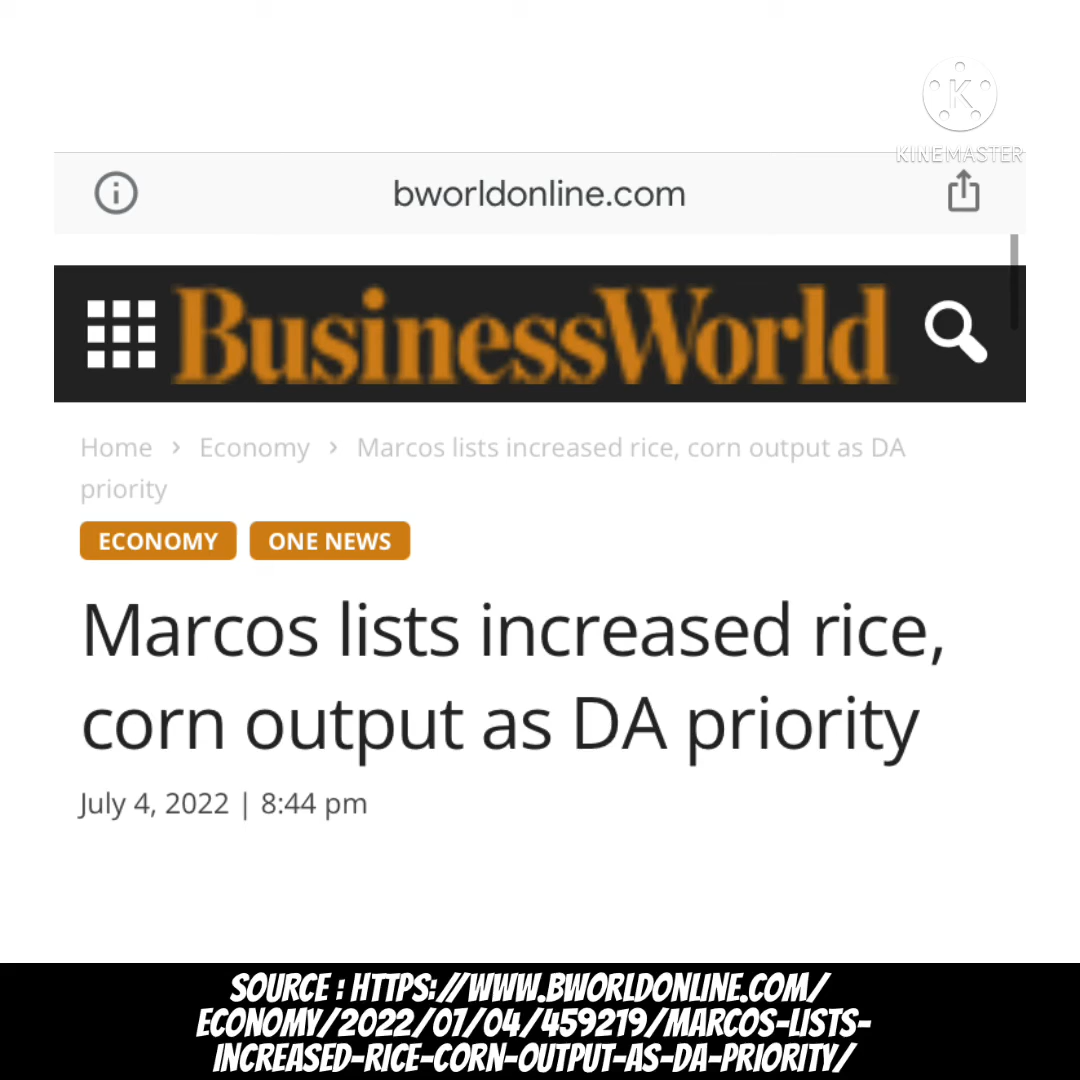 K
KINEMASTER
bworldonline.com
BusinessWorld
Home > Economy > Marcos lists increased rice, corn output as DA
priority
ECONOMY ONE NEWS
Marcos lists increased rice,
corn output as DA priority
July 4, 2022 | 8:44 pm
SOURCE : HTTPS://WWW.BWORLDONLINE.COM/
ECONOMY/2022/07/04/459219/MARCOS-LISTS-
INCREASED-RICE-CORN-OUTPUT-AS-DA-PRIORITY/